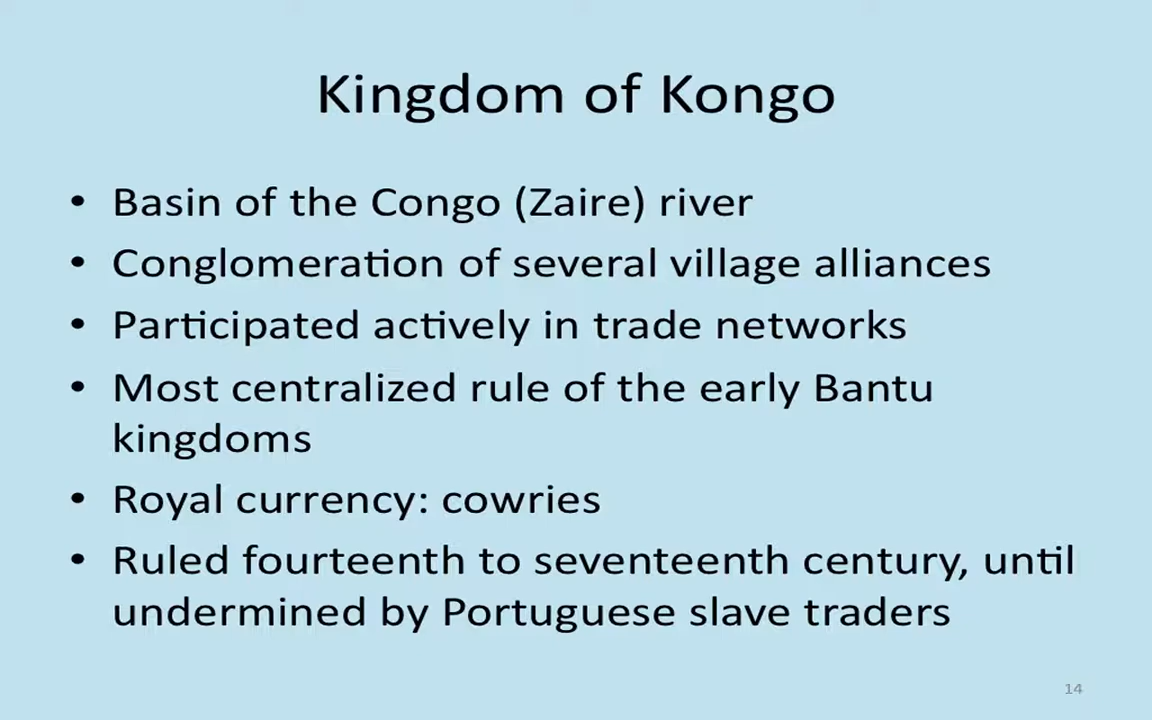 Kingdom of Kongo
• Basin of the Congo (Zaire) river
• Conglomeration of several village alliances
• Participated actively in trade networks
• Most centralized rule of the early Bantu
kingdoms
• Royal currency: cowries
• Ruled fourteenth to seventeenth century, until
undermined by Portuguese slave traders
14